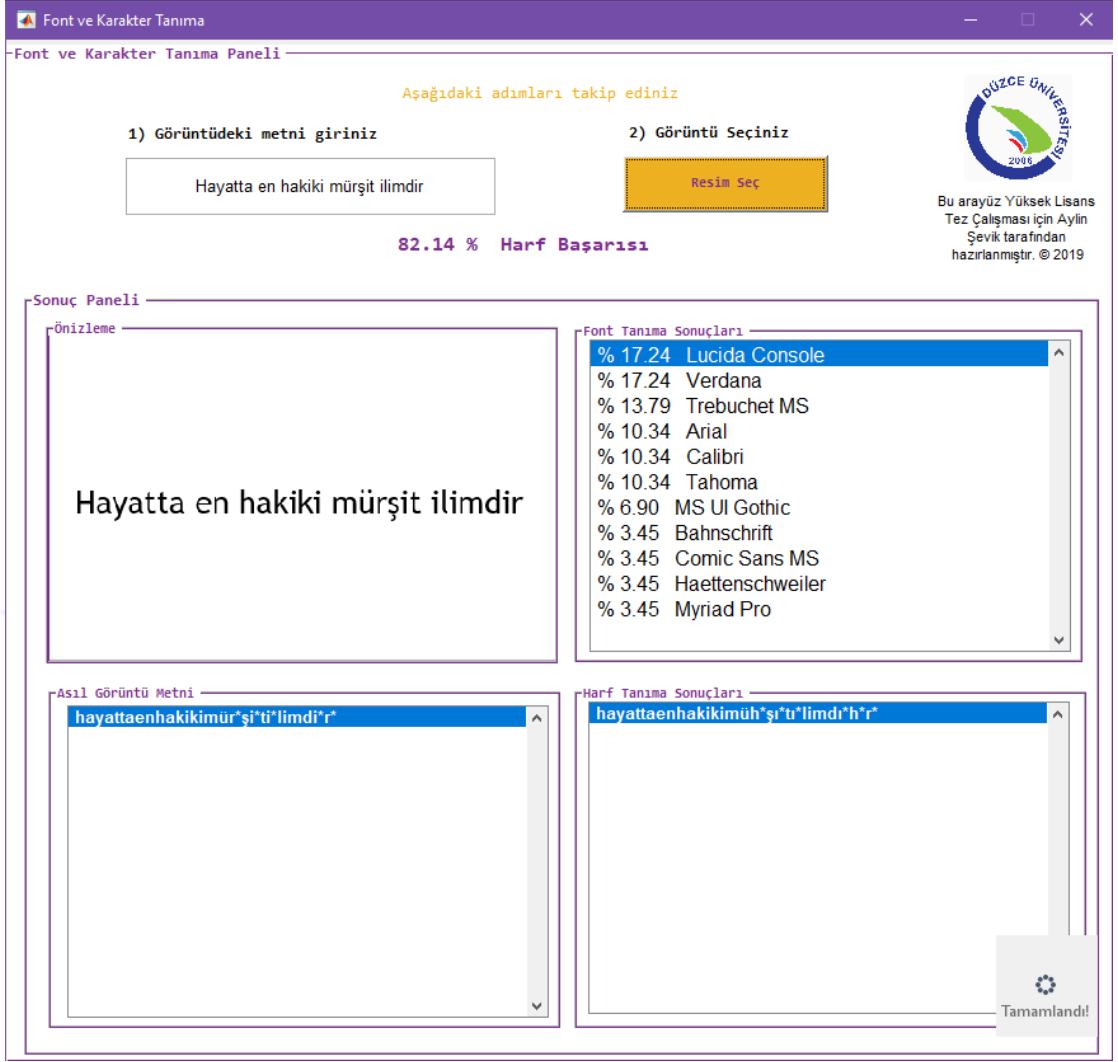 Font ve Karakter Tanıma
Font ve Karakter Tanıma Paneli
Aşağıdaki adımları takip ediniz
1) Görüntüdeki metni giriniz
2) Görüntü Seçiniz
Hayatta en hakiki mürşit ilimdir
Resim Seç
82.14 % Harf Başarısı
DÜZCE ÜNİVERSİTESİ
2006
Bu arayüz Yüksek Lisans
Tez Çalışması için Aylin
Şevik tarafından
hazırlanmıştır. © 2019
Sonuç Paneli
Önizleme
Hayatta en hakiki mürşit ilimdir
Font Tanıma Sonuçları
% 17.24 Lucida Console
% 17.24 Verdana
% 13.79 Trebuchet MS
% 10.34 Arial
% 10.34 Calibri
% 10.34 Tahoma
% 6.90 MS UI Gothic
% 3.45 Bahnschrift
% 3.45 Comic Sans MS
% 3.45 Haettenschweiler
% 3.45 Myriad Pro
Asıl Görüntü Metni
hayattaenhakikimür*şi*ti*limdi*r*
Harf Tanıma Sonuçları
hayattaenhakikimüh*şı*tı*limdı*h*r*
Tamamlandı!